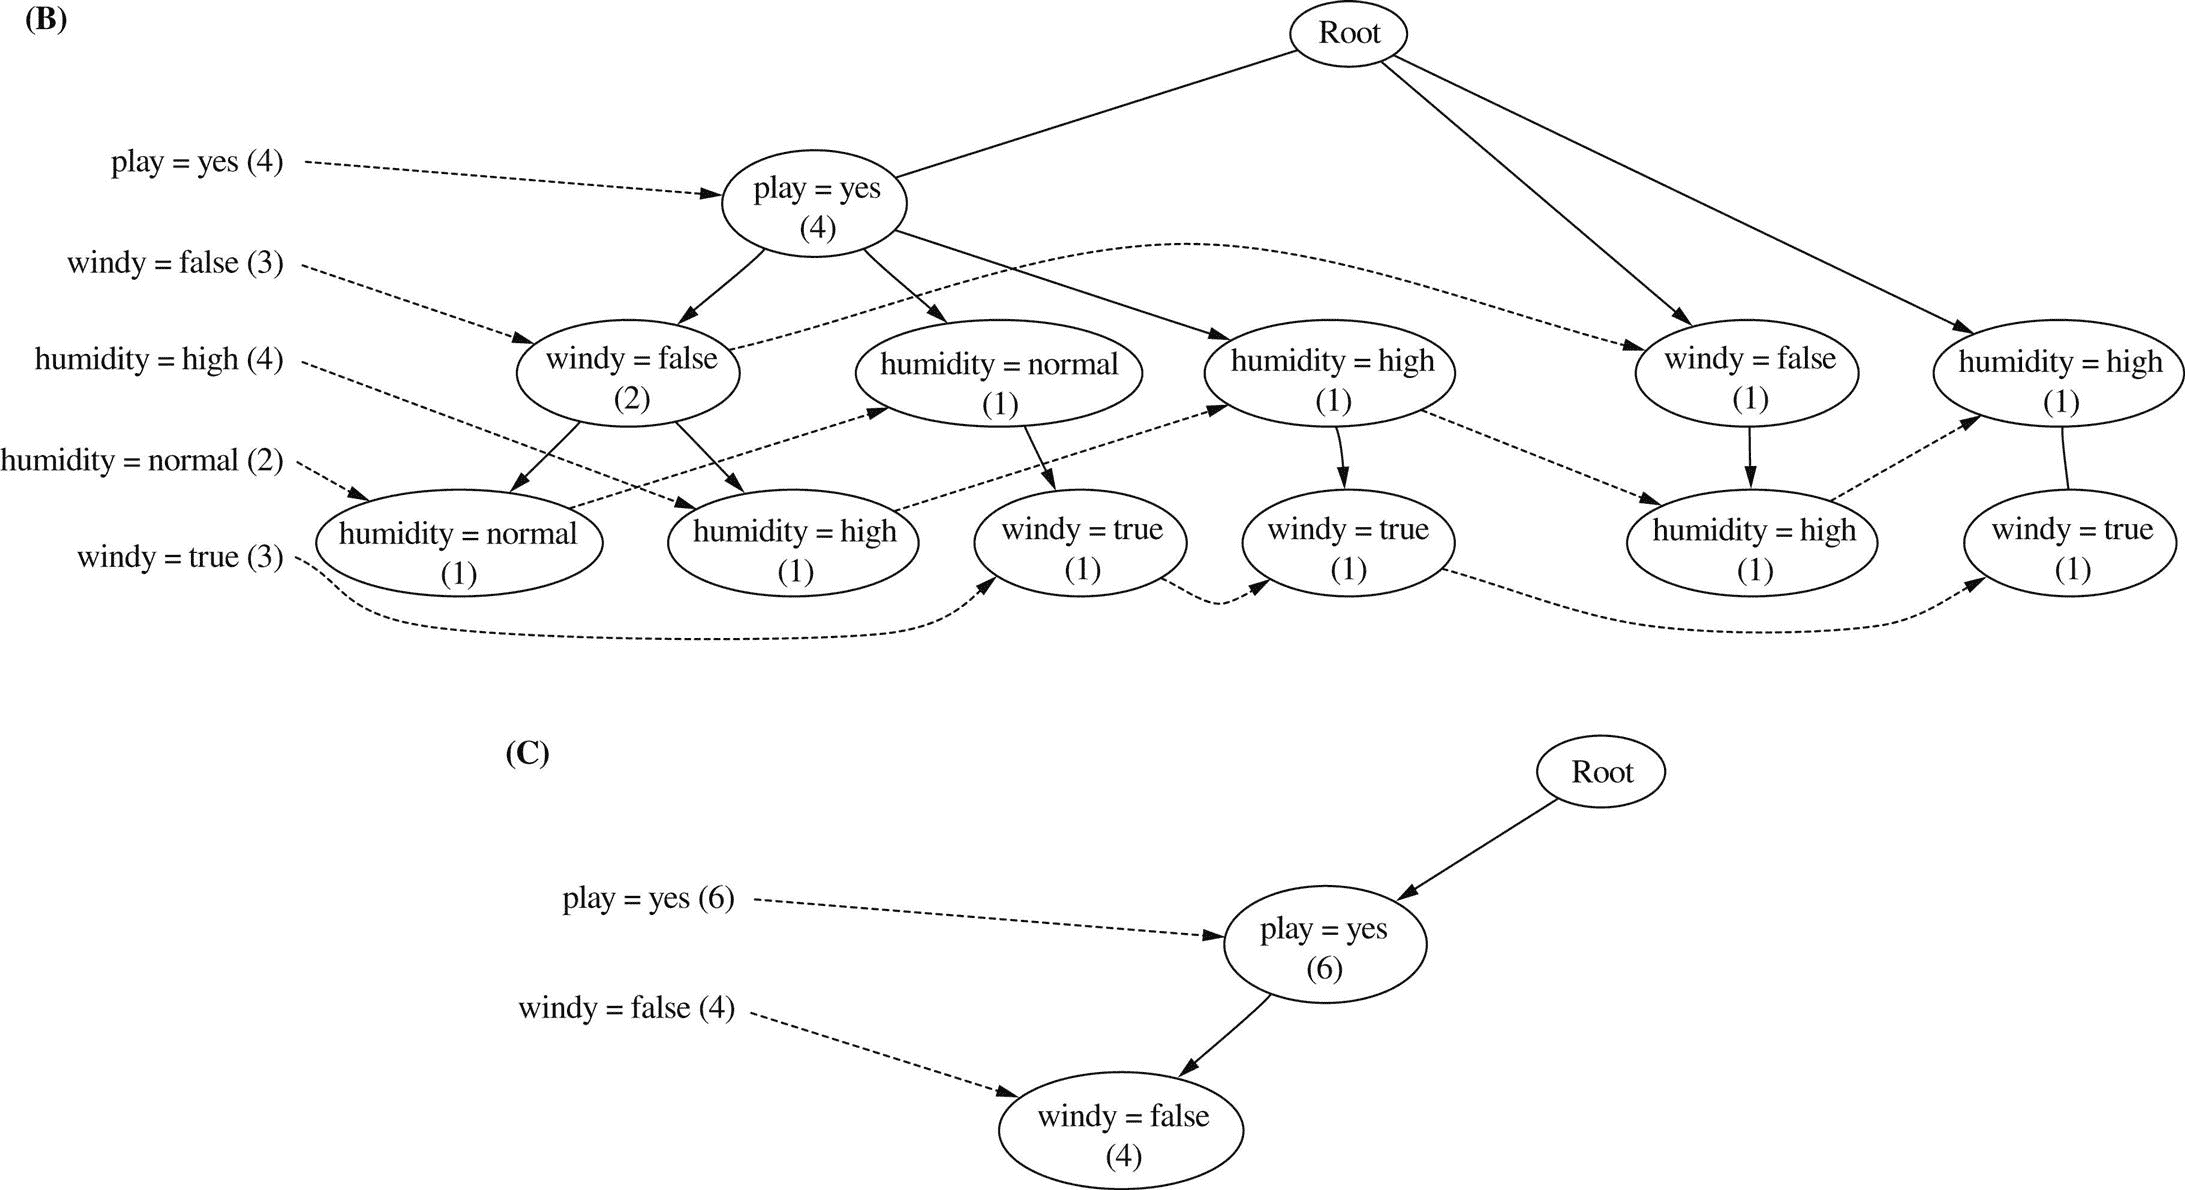 (B)
Root
play = yes (4)
play = yes
(4)
windy = false (3)
humidity = high (4)
windy = false
(2)
humidity = normal
(1)
humidity = high
(1)
windy = false
(1)
humidity = high
(1)
humidity = normal (2)
windy = true (3)
humidity = normal
(1)
humidity = high
(1)
windy = true
(1)
windy = true
(1)
humidity = high
(1)
windy = true
(1)
(C)
Root
play = yes (6)
play = yes
(6)
windy = false (4)
windy = false
(4)